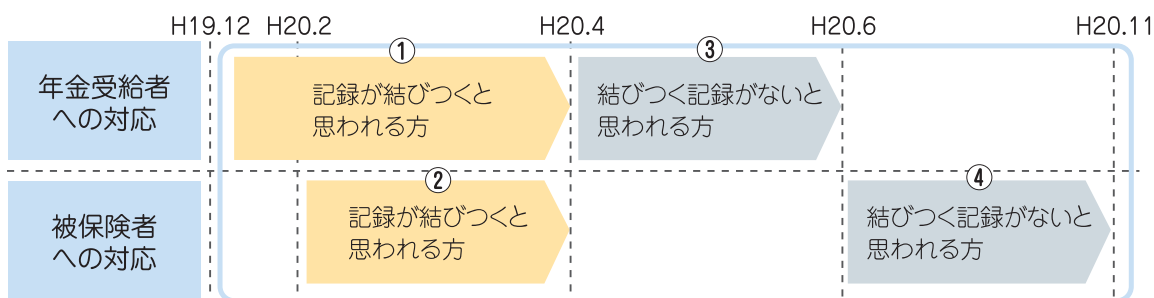 H19.12 H20.2 H20.4 H20.6 H20.11
年金受給者
への対応
①
記録が結びつくと
思われる方
③
結びつく記録がないと
思われる方
被保険者
への対応
②
記録が結びつくと
思われる方
④
結びつく記録がないと
思われる方